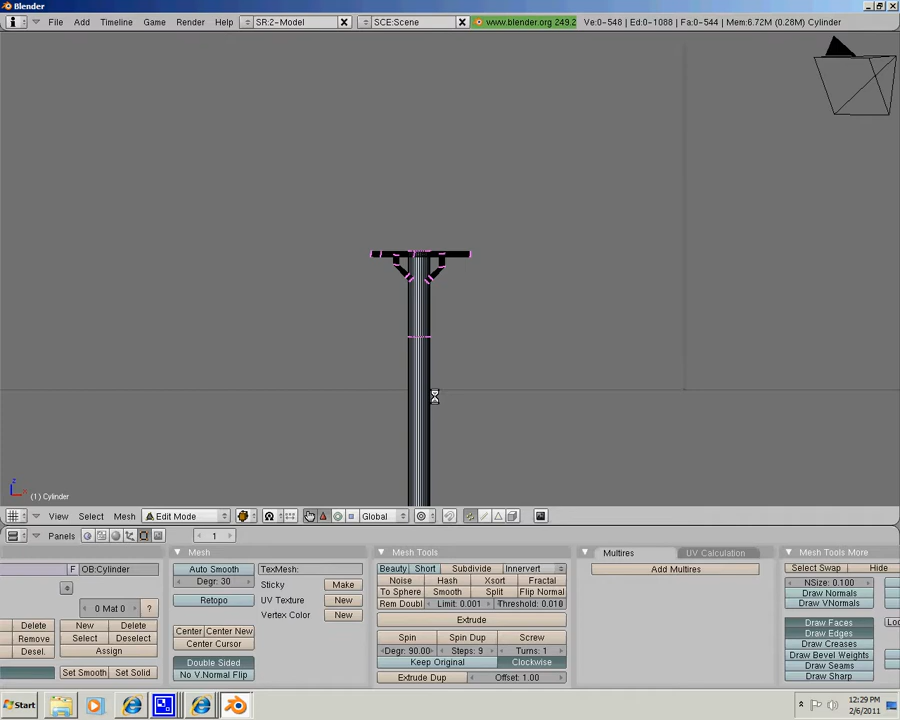 Blender
File Add Timeline Game Render Help SR:2-Model SCE:Scene www.blender.org 249.2 Ve:0-548 | Ed:0-1088 | Fa:0-544 | Mem:6.72M (0.28M) Cylinder
z
(1) Cylinder
View Select Mesh Edit Mode Global
Panels 1
Mesh Mesh Tools Multires UV Calculation Mesh Tools More
F OB:Cylinder Auto Smooth TexMesh: Beauty Short Subdivide Innervert Add Multires Select Swap Hide
Degr: 30 Sticky Make Noise Hash Xsort Fractal NSize: 0.100
To Sphere Smooth Split Flip Normal Draw Normals
0 Mat 0 ? Retopo UV Texture New Rem Doubl Limit: 0.001 Threshold: 0.010 Draw VNormals
Vertex Color New Extrude
Delete New Delete Center Center New Draw Faces
Remove Select Deselect Center Cursor Spin Spin Dup Screw Draw Edges
Desel. Assign Degr: 90.00 Steps: 9 Turns: 1 Draw Creases
Double Sided Keep Original Clockwise Draw Bevel Weights
Set Smooth Set Solid No V.Normal Flip Extrude Dup Offset: 1.00 Draw Seams
Draw Sharp
Start
12:29 PM
2/6/2011